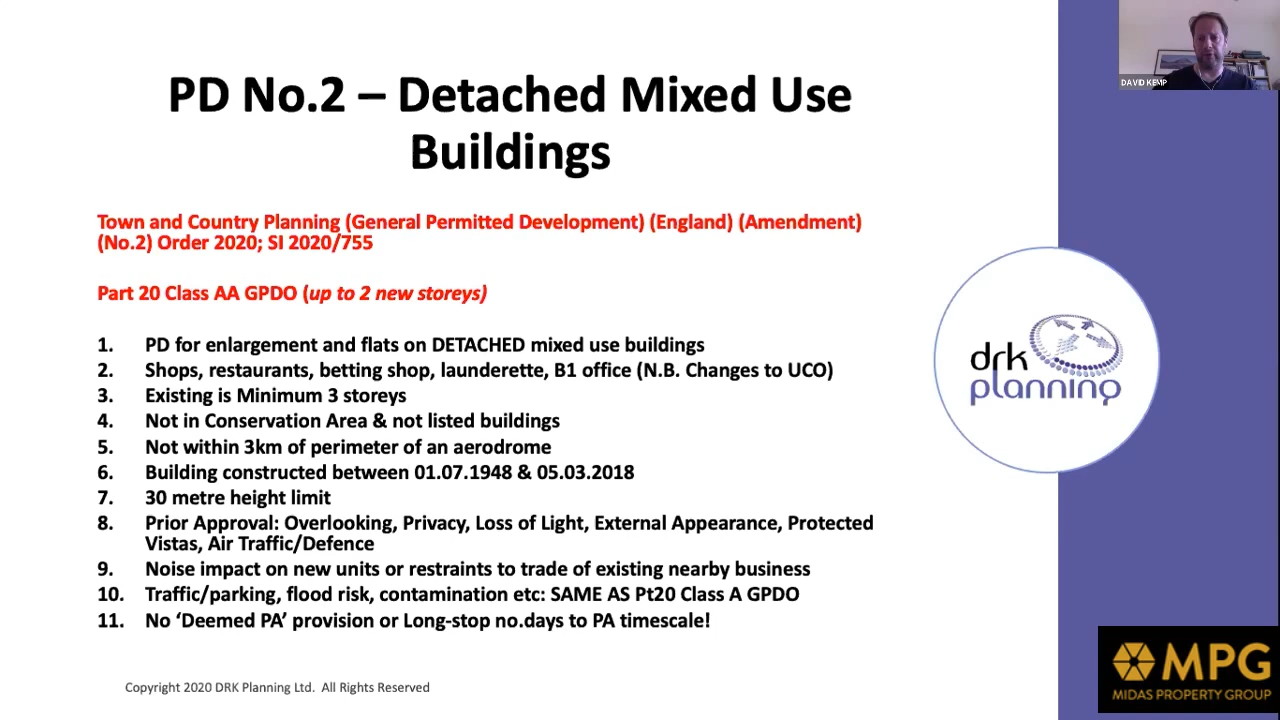 PD No.2 – Detached Mixed Use
Buildings
Town and Country Planning (General Permitted Development) (England) (Amendment)
(No.2) Order 2020; SI 2020/755
Part 20 Class AA GPDO (up to 2 new storeys)
1. PD for enlargement and flats on DETACHED mixed use buildings
2. Shops, restaurants, betting shop, launderette, B1 office (N.B. Changes to UCO)
3. Existing is Minimum 3 storeys
4. Not in Conservation Area & not listed buildings
5. Not within 3km of perimeter of an aerodrome
6. Building constructed between 01.07.1948 & 05.03.2018
7. 30 metre height limit
8. Prior Approval: Overlooking, Privacy, Loss of Light, External Appearance, Protected
Vistas, Air Traffic/Defence
9. Noise impact on new units or restraints to trade of existing nearby business
10. Traffic/parking, flood risk, contamination etc: SAME AS Pt20 Class A GPDO
11. No ‘Deemed PA’ provision or Long-stop no.days to PA timescale!
Copyright 2020 DRK Planning Ltd. All Rights Reserved
DAVID KEMP
drk
planning
MPG
MIDAS PROPERTY GROUP